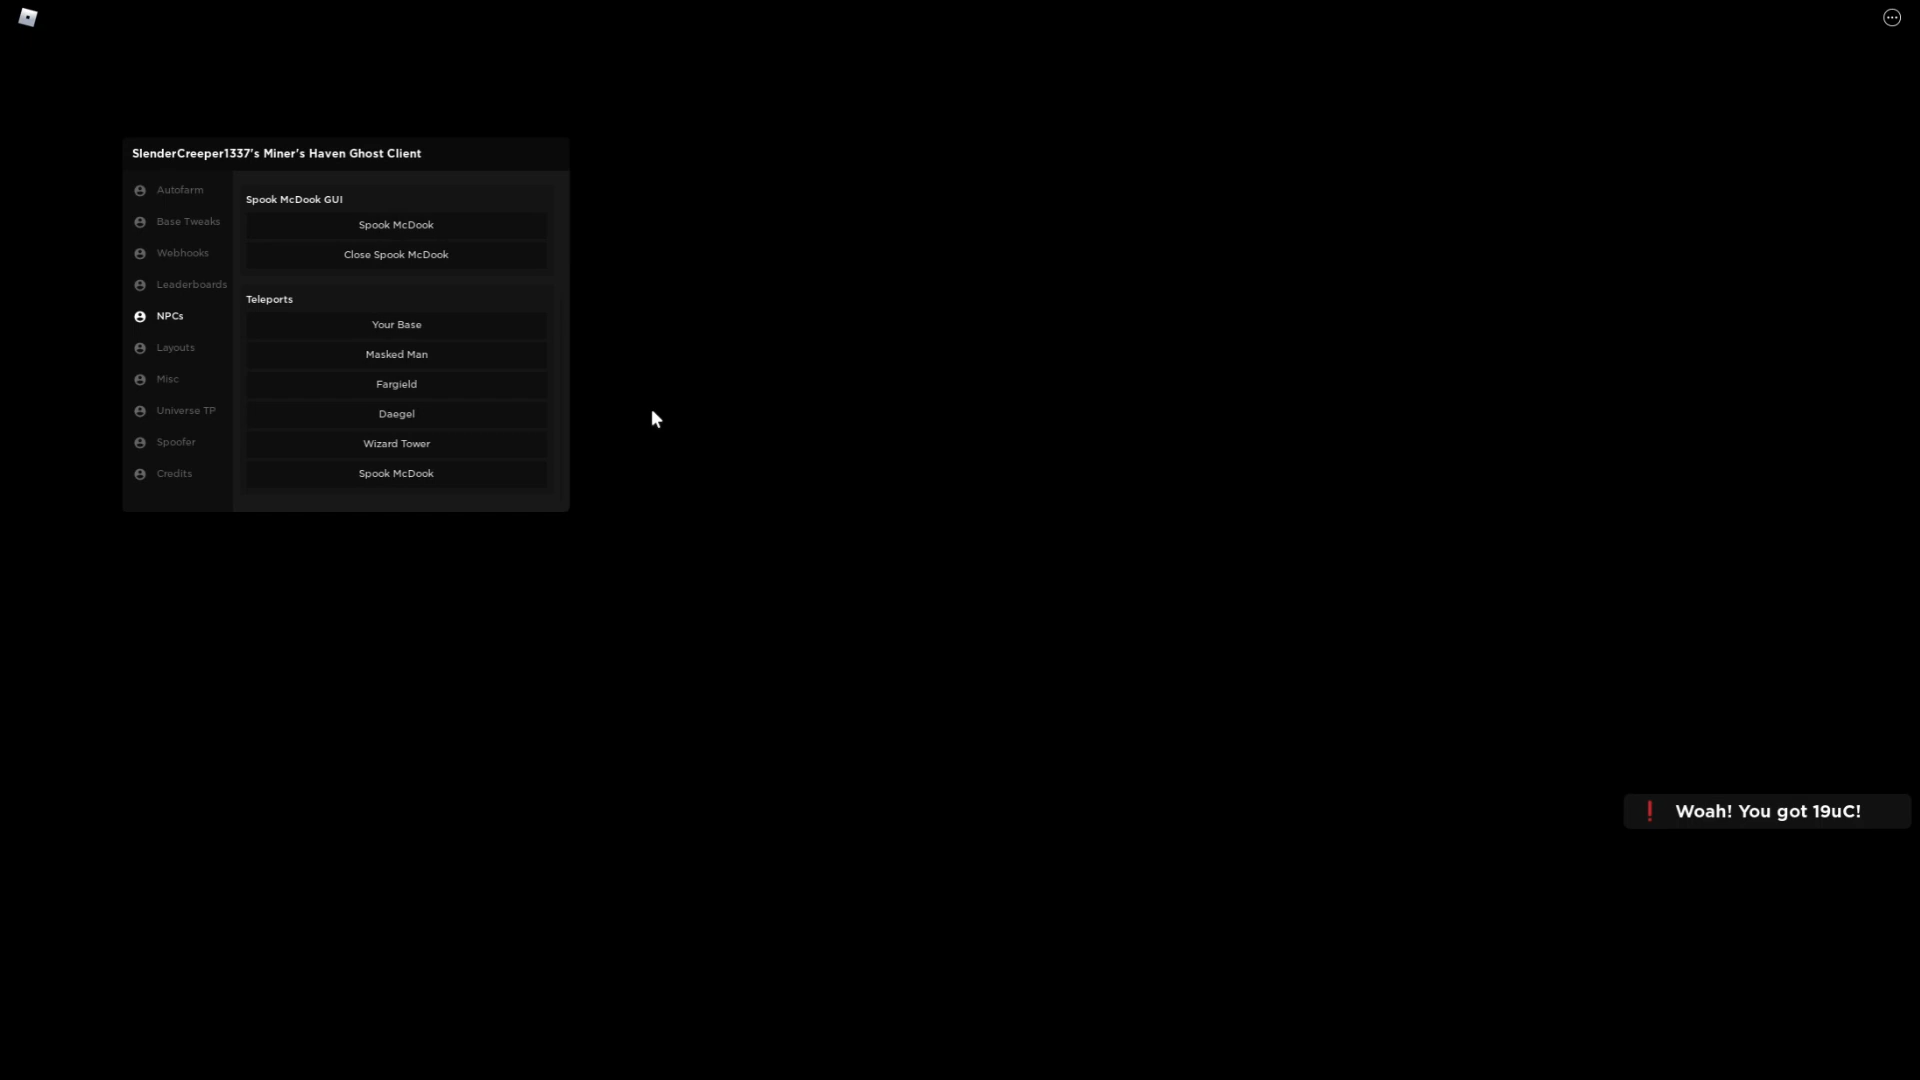 SlenderCreeper1337's Miner's Haven Ghost Client
Autofarm
Base Tweaks
Webhooks
Leaderboards
NPCs
Layouts
Misc
Universe TP
Spoofer
Credits
Spook McDook GUI
Spook McDook
Close Spook McDook
Teleports
Your Base
Masked Man
Fargield
Daegel
Wizard Tower
Spook McDook
Woah! You got 19uC!